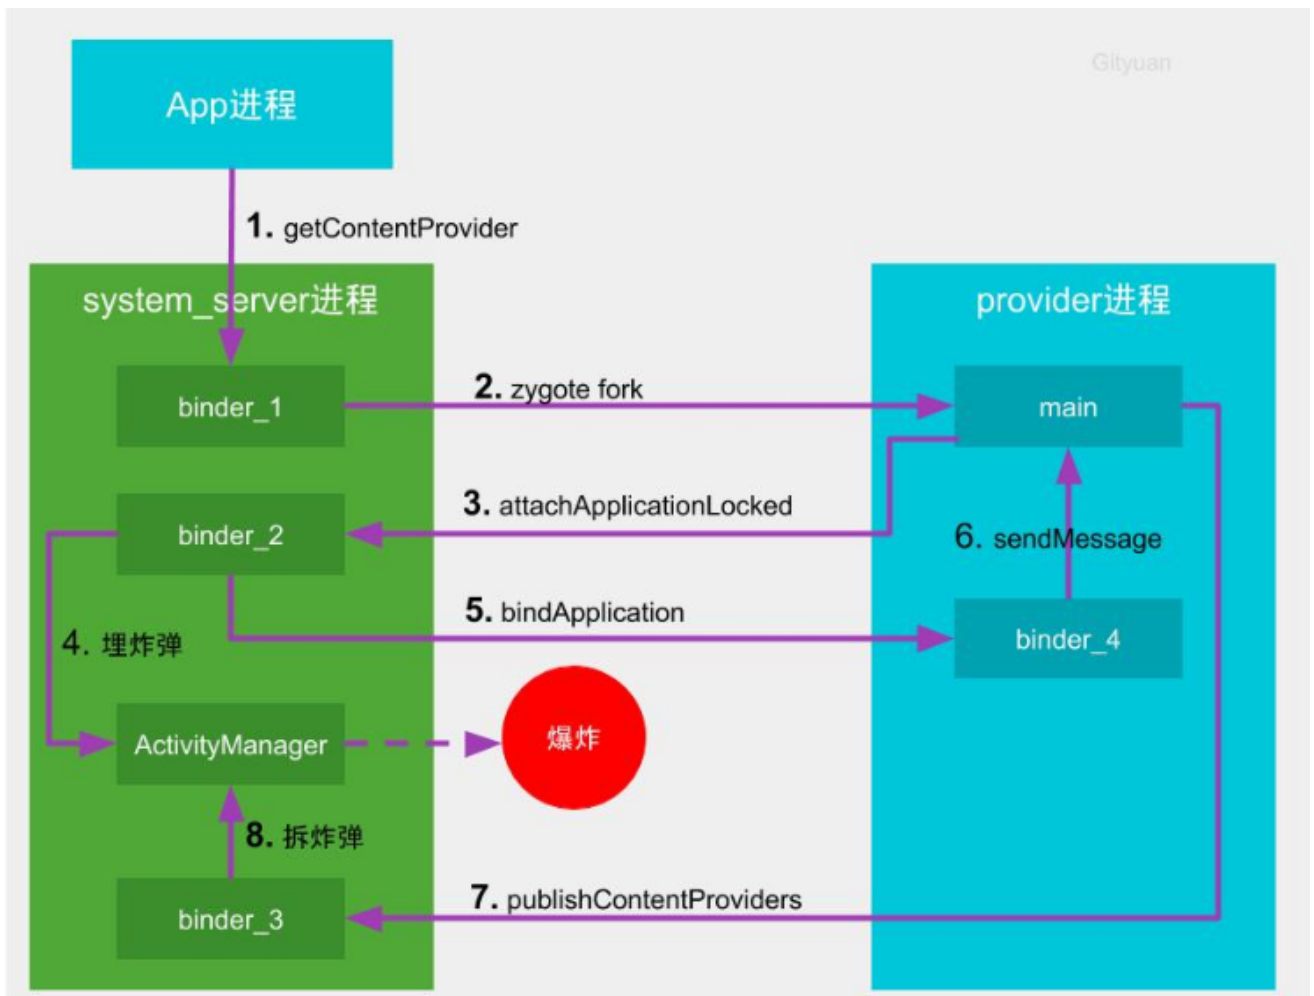 Gityuan
App进程
1. getContentProvider
system_server进程
provider进程
binder_1
2. zygote fork
main
3. attachApplicationLocked
binder_2
6. sendMessage
5. bindApplication
binder_4
4. 埋炸弹
ActivityManager
爆炸
8. 拆炸弹
7. publishContentProviders
binder_3